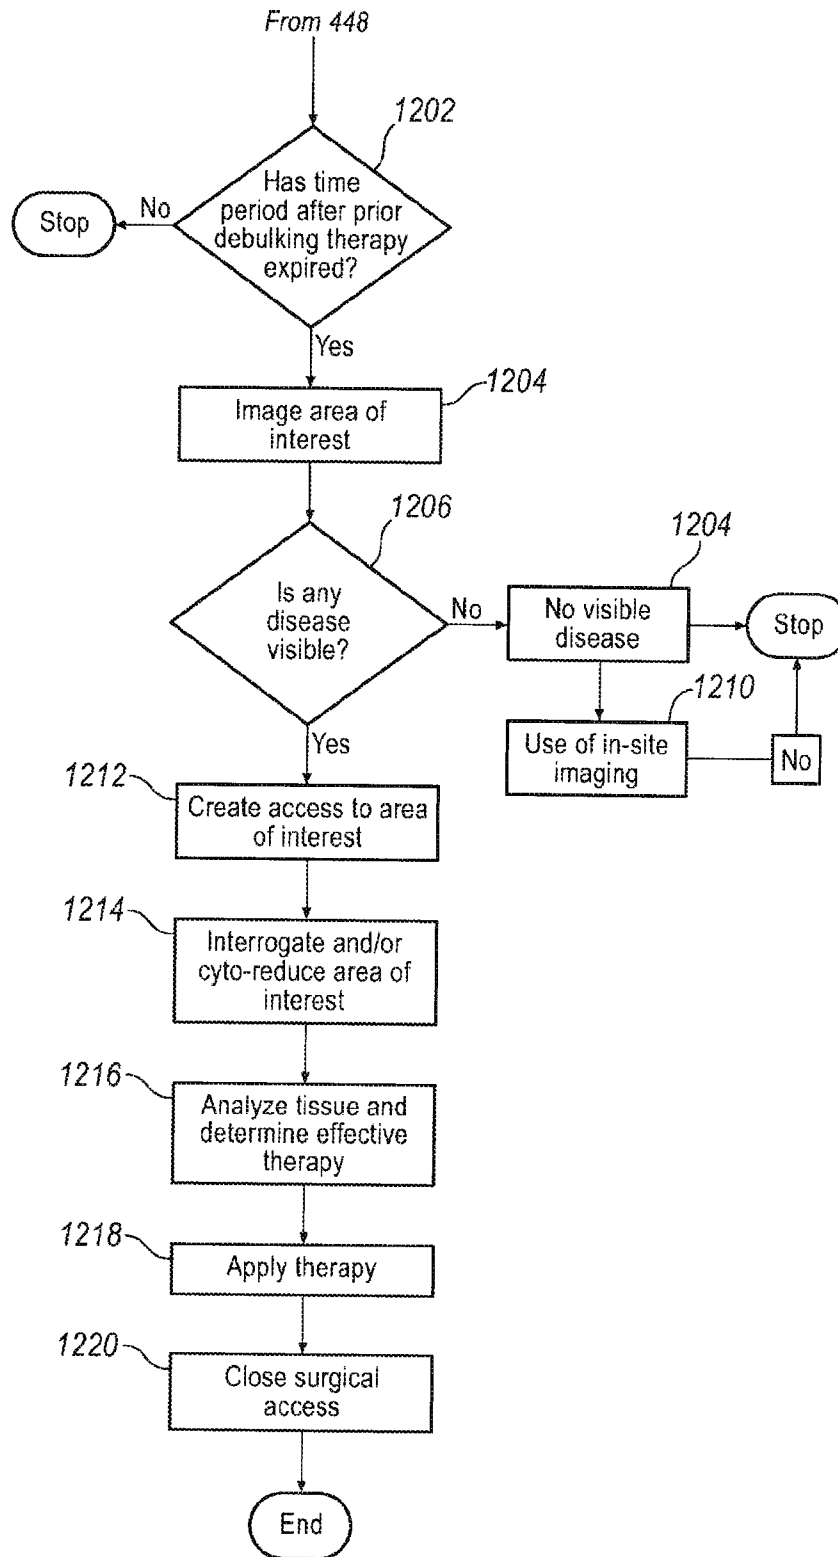 From 448
1202
Has time
period after prior
debulking therapy
expired?
No
Stop
Yes
1204
Image area of
interest
1206
Is any
disease
visible?
No
1204
No visible
disease
Stop
1210
Use of in-site
imaging
No
Yes
1212
Create access to area
of interest
1214
Interrogate and/or
cyto-reduce area of
interest
1216
Analyze tissue and
determine effective
therapy
1218
Apply therapy
1220
Close surgical
access
End